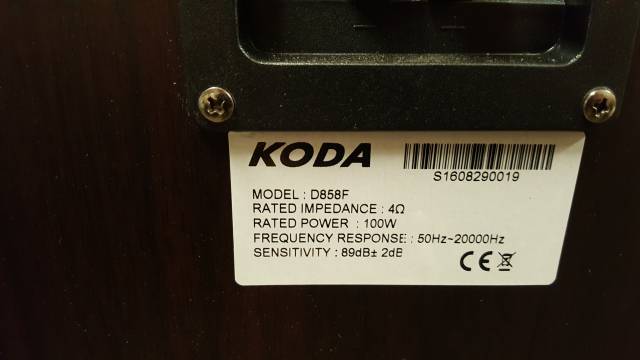 KODA
S1608290019
MODEL : D858F
RATED IMPEDANCE : 4Ω
RATED POWER : 100W
FREQUENCY RESPONSE : 50Hz~20000Hz
SENSITIVITY : 89dB± 2dB
CE